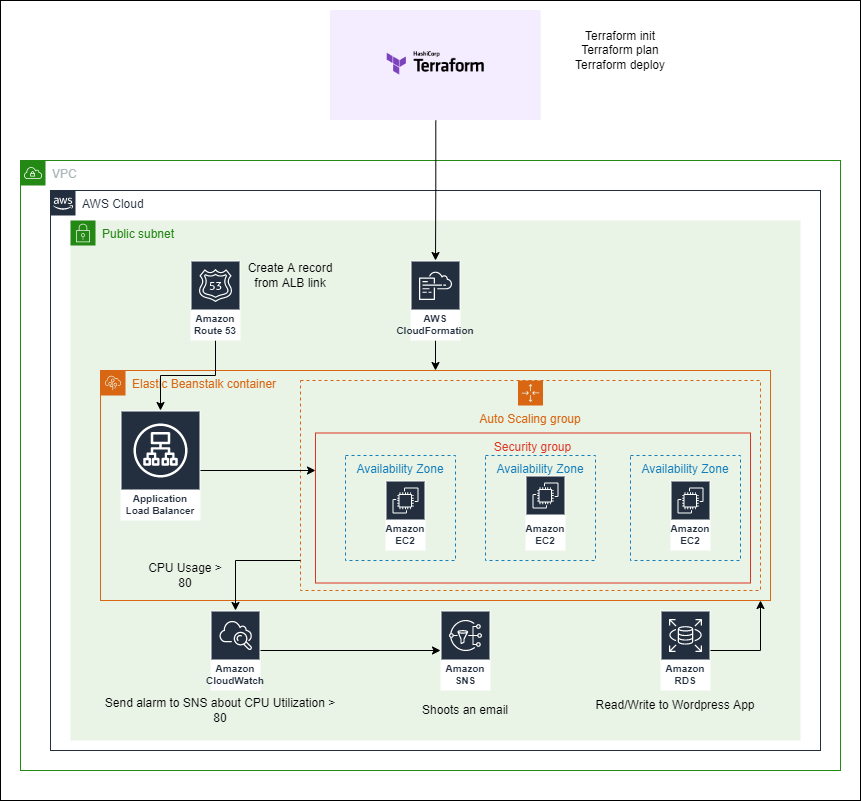 HashiCorp
Terraform
Terraform init
Terraform plan
Terraform deploy
VPC
aws
AWS Cloud
Public subnet
53
Amazon
Route 53
Create A record
from ALB link
AWS
CloudFormation
Elastic Beanstalk container
Auto Scaling group
Security group
Availability Zone
Amazon
EC2
Availability Zone
Amazon
EC2
Availability Zone
Amazon
EC2
Application
Load Balancer
CPU Usage >
80
Amazon
CloudWatch
Send alarm to SNS about CPU Utilization >
80
Amazon
SNS
Shoots an email
Amazon
RDS
Read/Write to Wordpress App